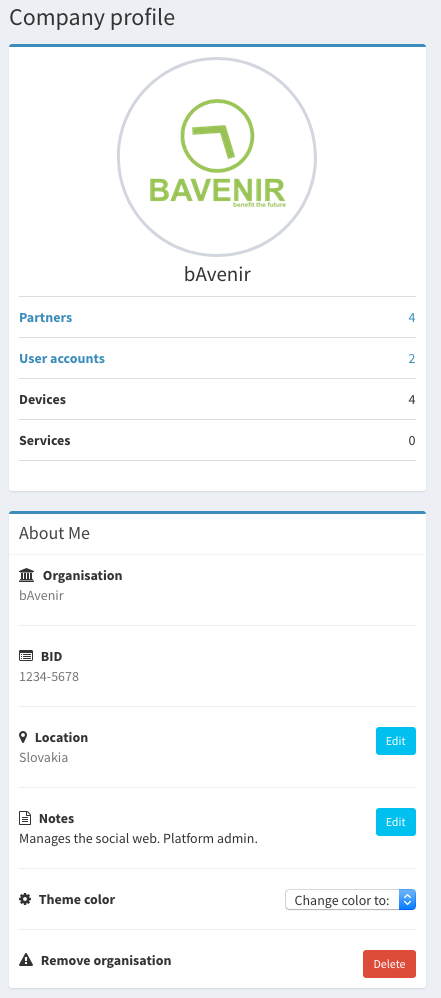 Company profile
BAVENIR
benefit the future
bAvenir
Partners 4
User accounts 2
Devices 4
Services 0
About Me
Organisation
bAvenir
BID
1234-5678
Location
Edit
Slovakia
Notes
Edit
Manages the social web. Platform admin.
Theme color
Change color to:
Remove organisation
Delete